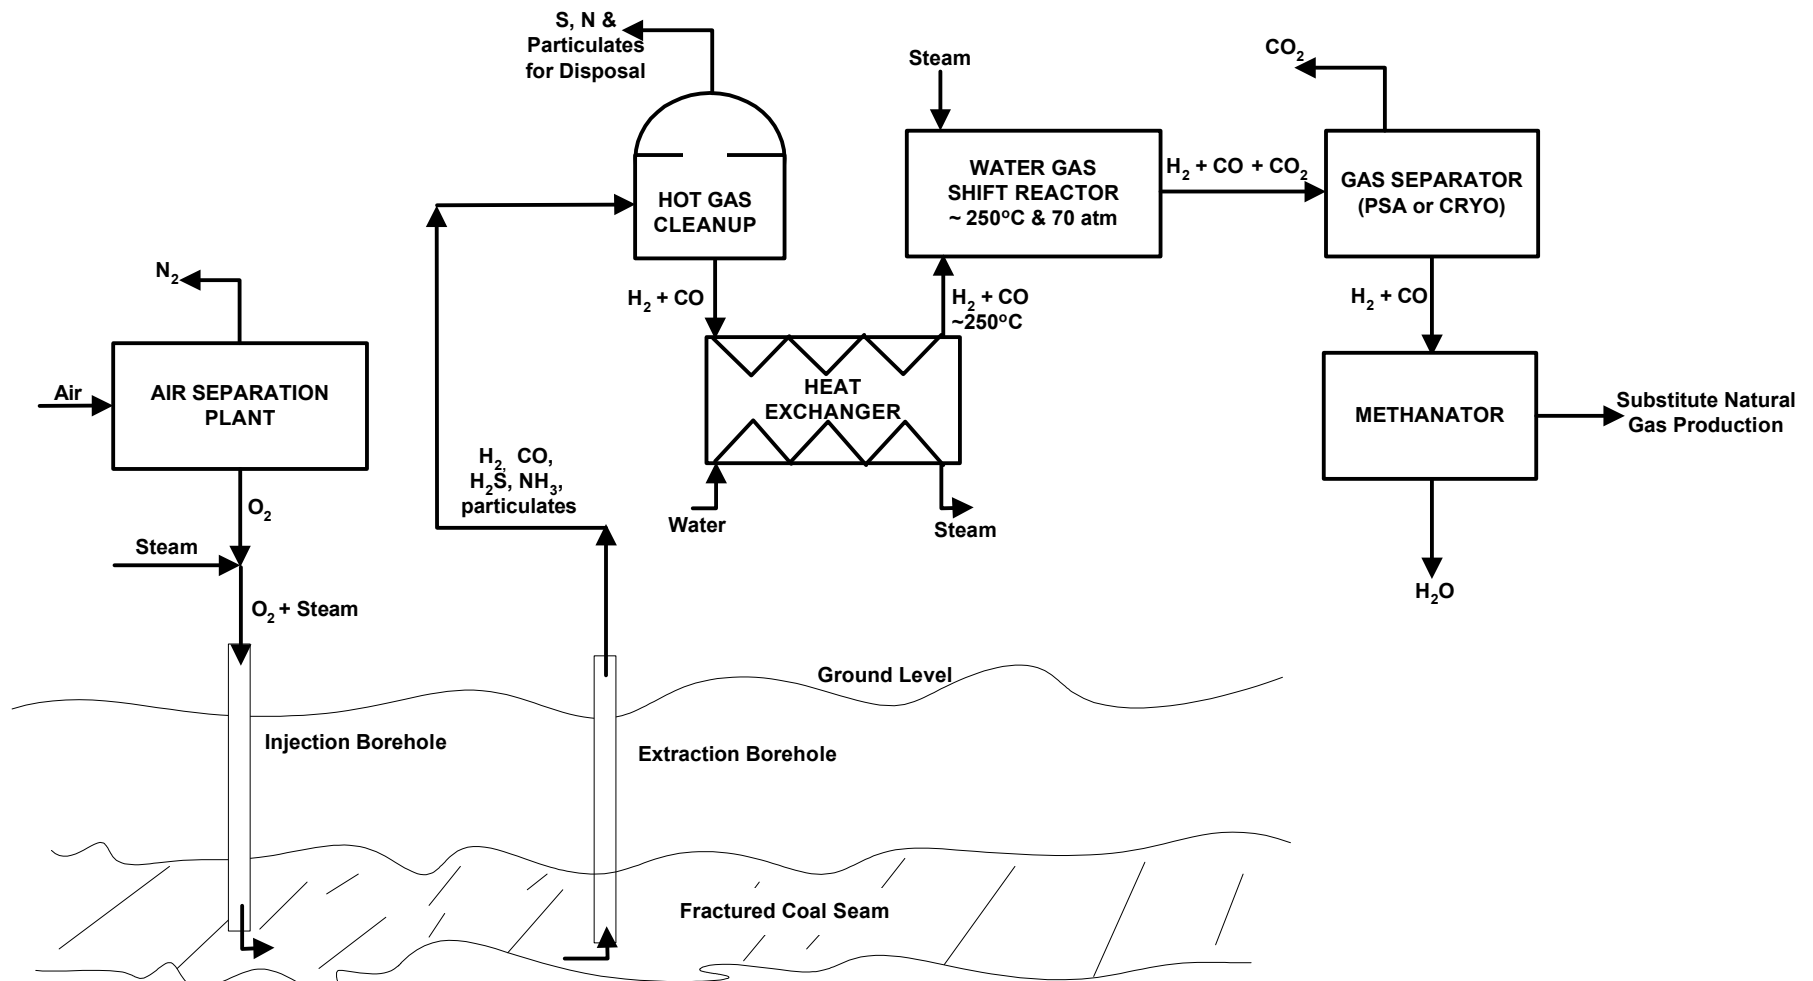 S, N &
Particulates
for Disposal
Steam
CO2
WATER GAS
SHIFT REACTOR
~ 250°C & 70 atm
H2 + CO + CO2
GAS SEPARATOR
(PSA or CRYO)
HOT GAS
CLEANUP
N2
H2 + CO
H2 + CO
~250°C
H2 + CO
Air
AIR SEPARATION
PLANT
HEAT
EXCHANGER
METHANATOR
Substitute Natural
Gas Production
H2, CO,
H2S, NH3,
particulates
O2
Water
Steam
Steam
H2O
O2 + Steam
Ground Level
Injection Borehole
Extraction Borehole
Fractured Coal Seam